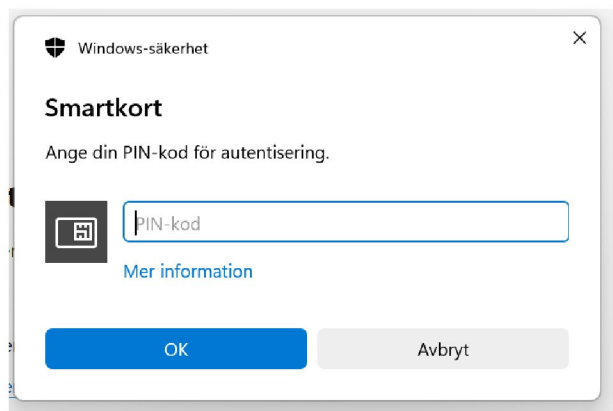 Windows-säkerhet
Smartkort
Ange din PIN-kod för autentisering.
PIN-kod
Mer information
OK
Avbryt